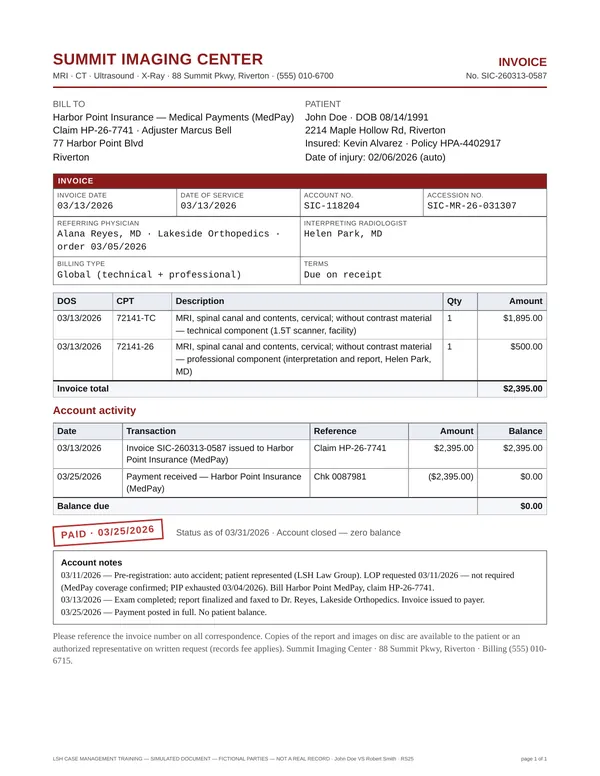 SUMMIT IMAGING CENTER
INVOICE
MRI · CT · Ultrasound · X-Ray · 88 Summit Pkwy, Riverton · (555) 010-6700
No. SIC-260313-0587
BILL TO
Harbor Point Insurance — Medical Payments (MedPay)
Claim HP-26-7741 · Adjuster Marcus Bell
77 Harbor Point Blvd
Riverton
PATIENT
John Doe · DOB 08/14/1991
2214 Maple Hollow Rd, Riverton
Insured: Kevin Alvarez · Policy HPA-4402917
Date of injury: 02/06/2026 (auto)
INVOICE
INVOICE DATE
03/13/2026
DATE OF SERVICE
03/13/2026
ACCOUNT NO.
SIC-118204
ACCESSION NO.
SIC-MR-26-031307
REFERRING PHYSICIAN
Alana Reyes, MD · Lakeside Orthopedics ·
order 03/05/2026
INTERPRETING RADIOLOGIST
Helen Park, MD
BILLING TYPE
Global (technical + professional)
TERMS
Due on receipt
DOS CPT Description Qty Amount
03/13/2026 72141-TC MRI, spinal canal and contents, cervical; without contrast material 1 $1,895.00
— technical component (1.5T scanner, facility)
03/13/2026 72141-26 MRI, spinal canal and contents, cervical; without contrast material 1 $500.00
— professional component (interpretation and report, Helen Park,
MD)
Invoice total $2,395.00
Account activity
Date Transaction Reference Amount Balance
03/13/2026 Invoice SIC-260313-0587 issued to Harbor Claim HP-26-7741 $2,395.00 $2,395.00
Point Insurance (MedPay)
03/25/2026 Payment received — Harbor Point Insurance Chk 0087981 ($2,395.00) $0.00
(MedPay)
Balance due $0.00
PAID · 03/25/2026
Status as of 03/31/2026 · Account closed — zero balance
Account notes
03/11/2026 — Pre-registration: auto accident; patient represented (LSH Law Group). LOP requested 03/11/2026 — not required
(MedPay coverage confirmed; PIP exhausted 03/04/2026). Bill Harbor Point MedPay, claim HP-26-7741.
03/13/2026 — Exam completed; report finalized and faxed to Dr. Reyes, Lakeside Orthopedics. Invoice issued to payer.
03/25/2026 — Payment posted in full. No patient balance.
Please reference the invoice number on all correspondence. Copies of the report and images on disc are available to the patient or an
authorized representative on written request (records fee applies). Summit Imaging Center · 88 Summit Pkwy, Riverton · Billing (555) 010-
6715.
LSH CASE MANAGEMENT TRAINING — SIMULATED DOCUMENT — FICTIONAL PARTIES — NOT A REAL RECORD · John Doe VS Robert Smith · RS25
page 1 of 1